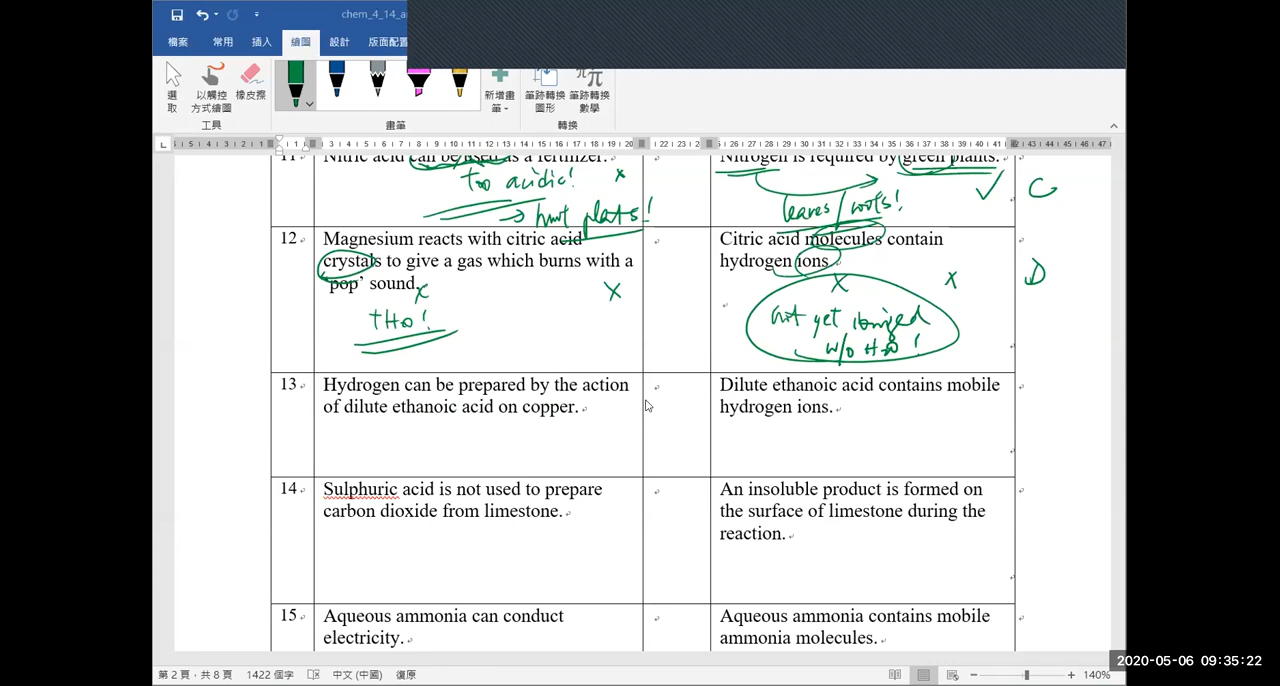 chem_4_14_a
檔案 常用 插入 繪圖 設計 版面配置
選取 以觸控方式繪圖 橡皮擦 新增畫筆 筆跡轉換圖形 筆跡轉換數學
工具 畫筆 轉換
11 Nitric acid can be used as a fertilizer. Nitrogen is required by green plants.
too acidic! x
→ hurt plats! leaves/roots! ✓ C
12 Magnesium reacts with citric acid Citric acid molecules contain
crystals to give a gas which burns with a hydrogen ions.
'pop' sound. D
x X X x
+H₂O! not yet ionized
w/o H₂O!
13 Hydrogen can be prepared by the action Dilute ethanoic acid contains mobile
of dilute ethanoic acid on copper. hydrogen ions.
14 Sulphuric acid is not used to prepare An insoluble product is formed on
carbon dioxide from limestone. the surface of limestone during the
reaction.
15 Aqueous ammonia can conduct Aqueous ammonia contains mobile
electricity. ammonia molecules.
第 2 頁，共 8 頁 1422 個字 中文 (中國) 復原 140%
2020-05-06 09:35:22